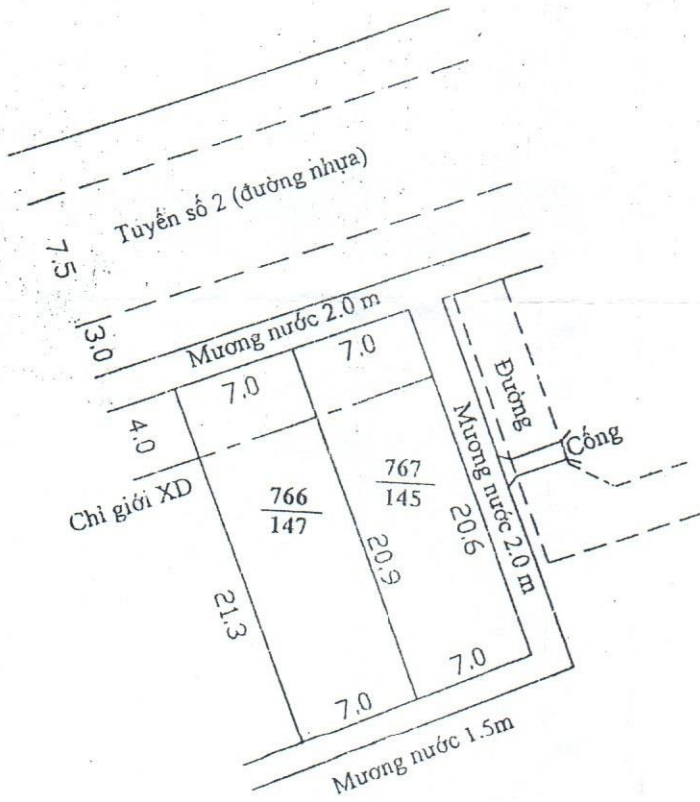 Tuyến số 2 (đường nhựa)
7.5
3.0
Mương nước 2.0 m
4.0
7.0
7.0
Đường
Cống
Chỉ giới XD
766
147
767
145
Mương nước 2.0 m
21.3
20.9
20.6
7.0
7.0
Mương nước 1.5m